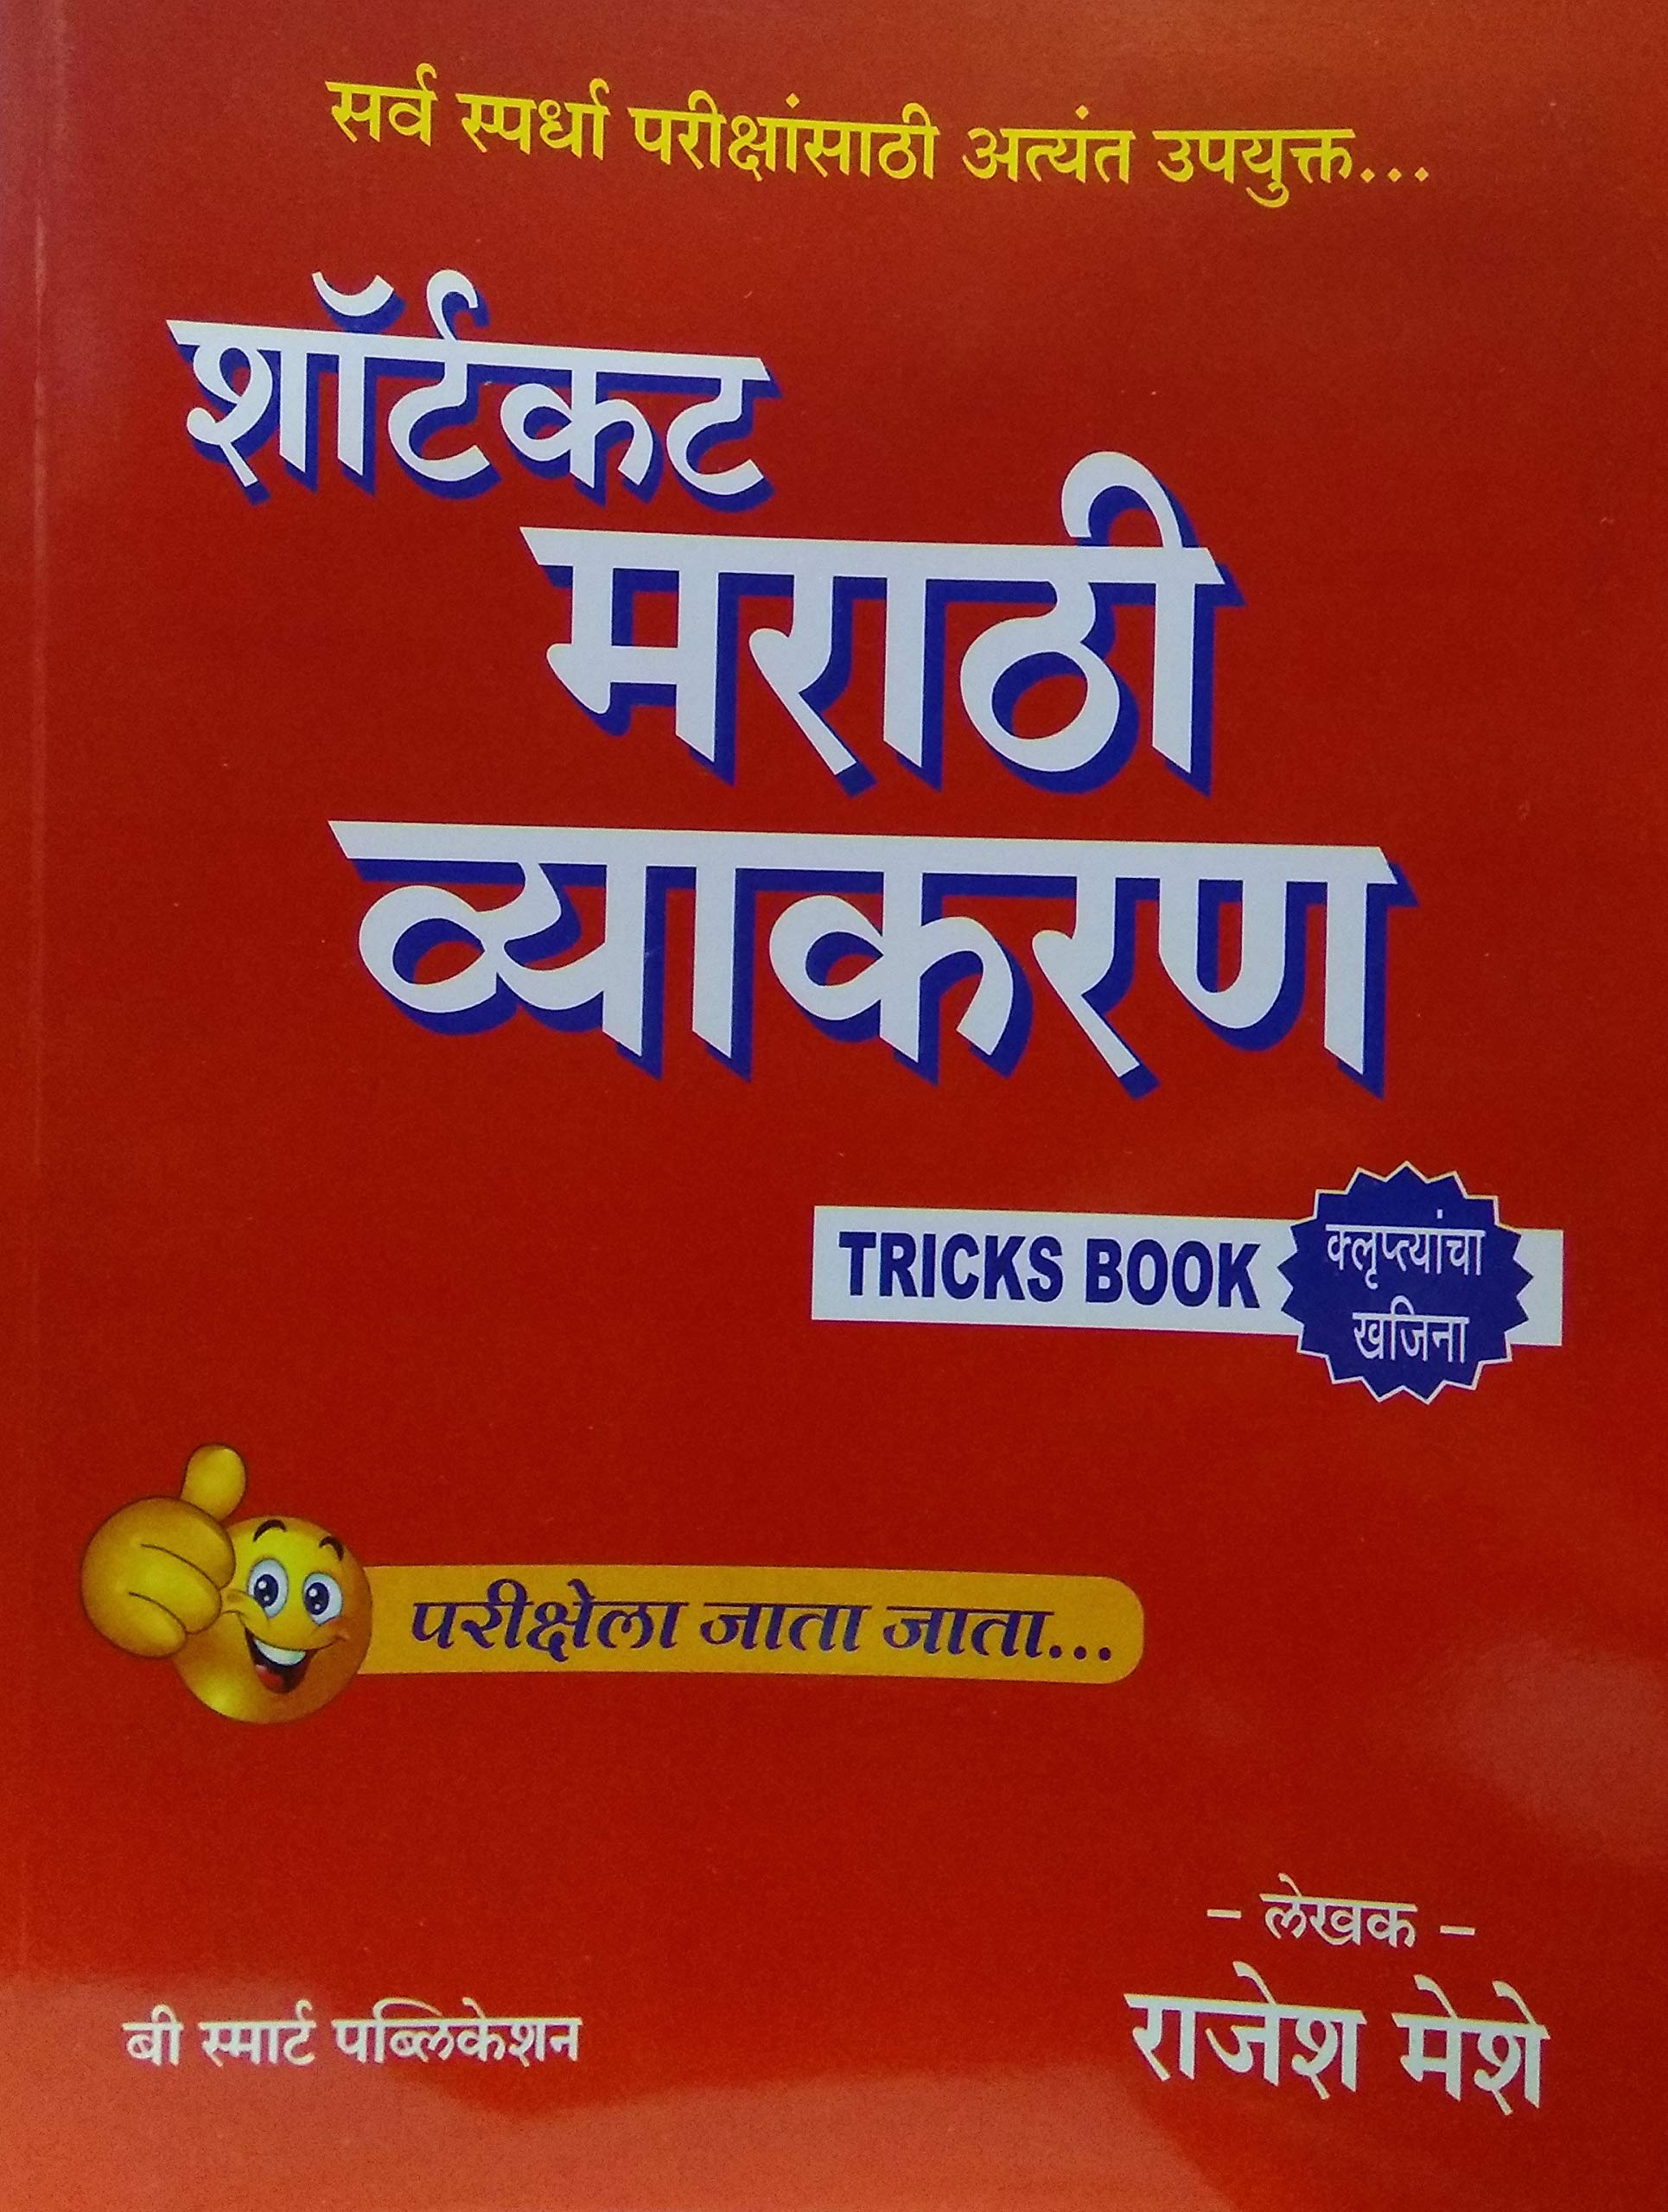 सर्व स्पर्धा परीक्षांसाठी अत्यंत उपयुक्त...
शॉर्टकट
मराठी
व्याकरण
TRICKS BOOK
क्लृप्त्यांचा
खजिना
परीक्षेला जाता जाता...
– लेखक –
राजेश मेशे
बी स्मार्ट पब्लिकेशन